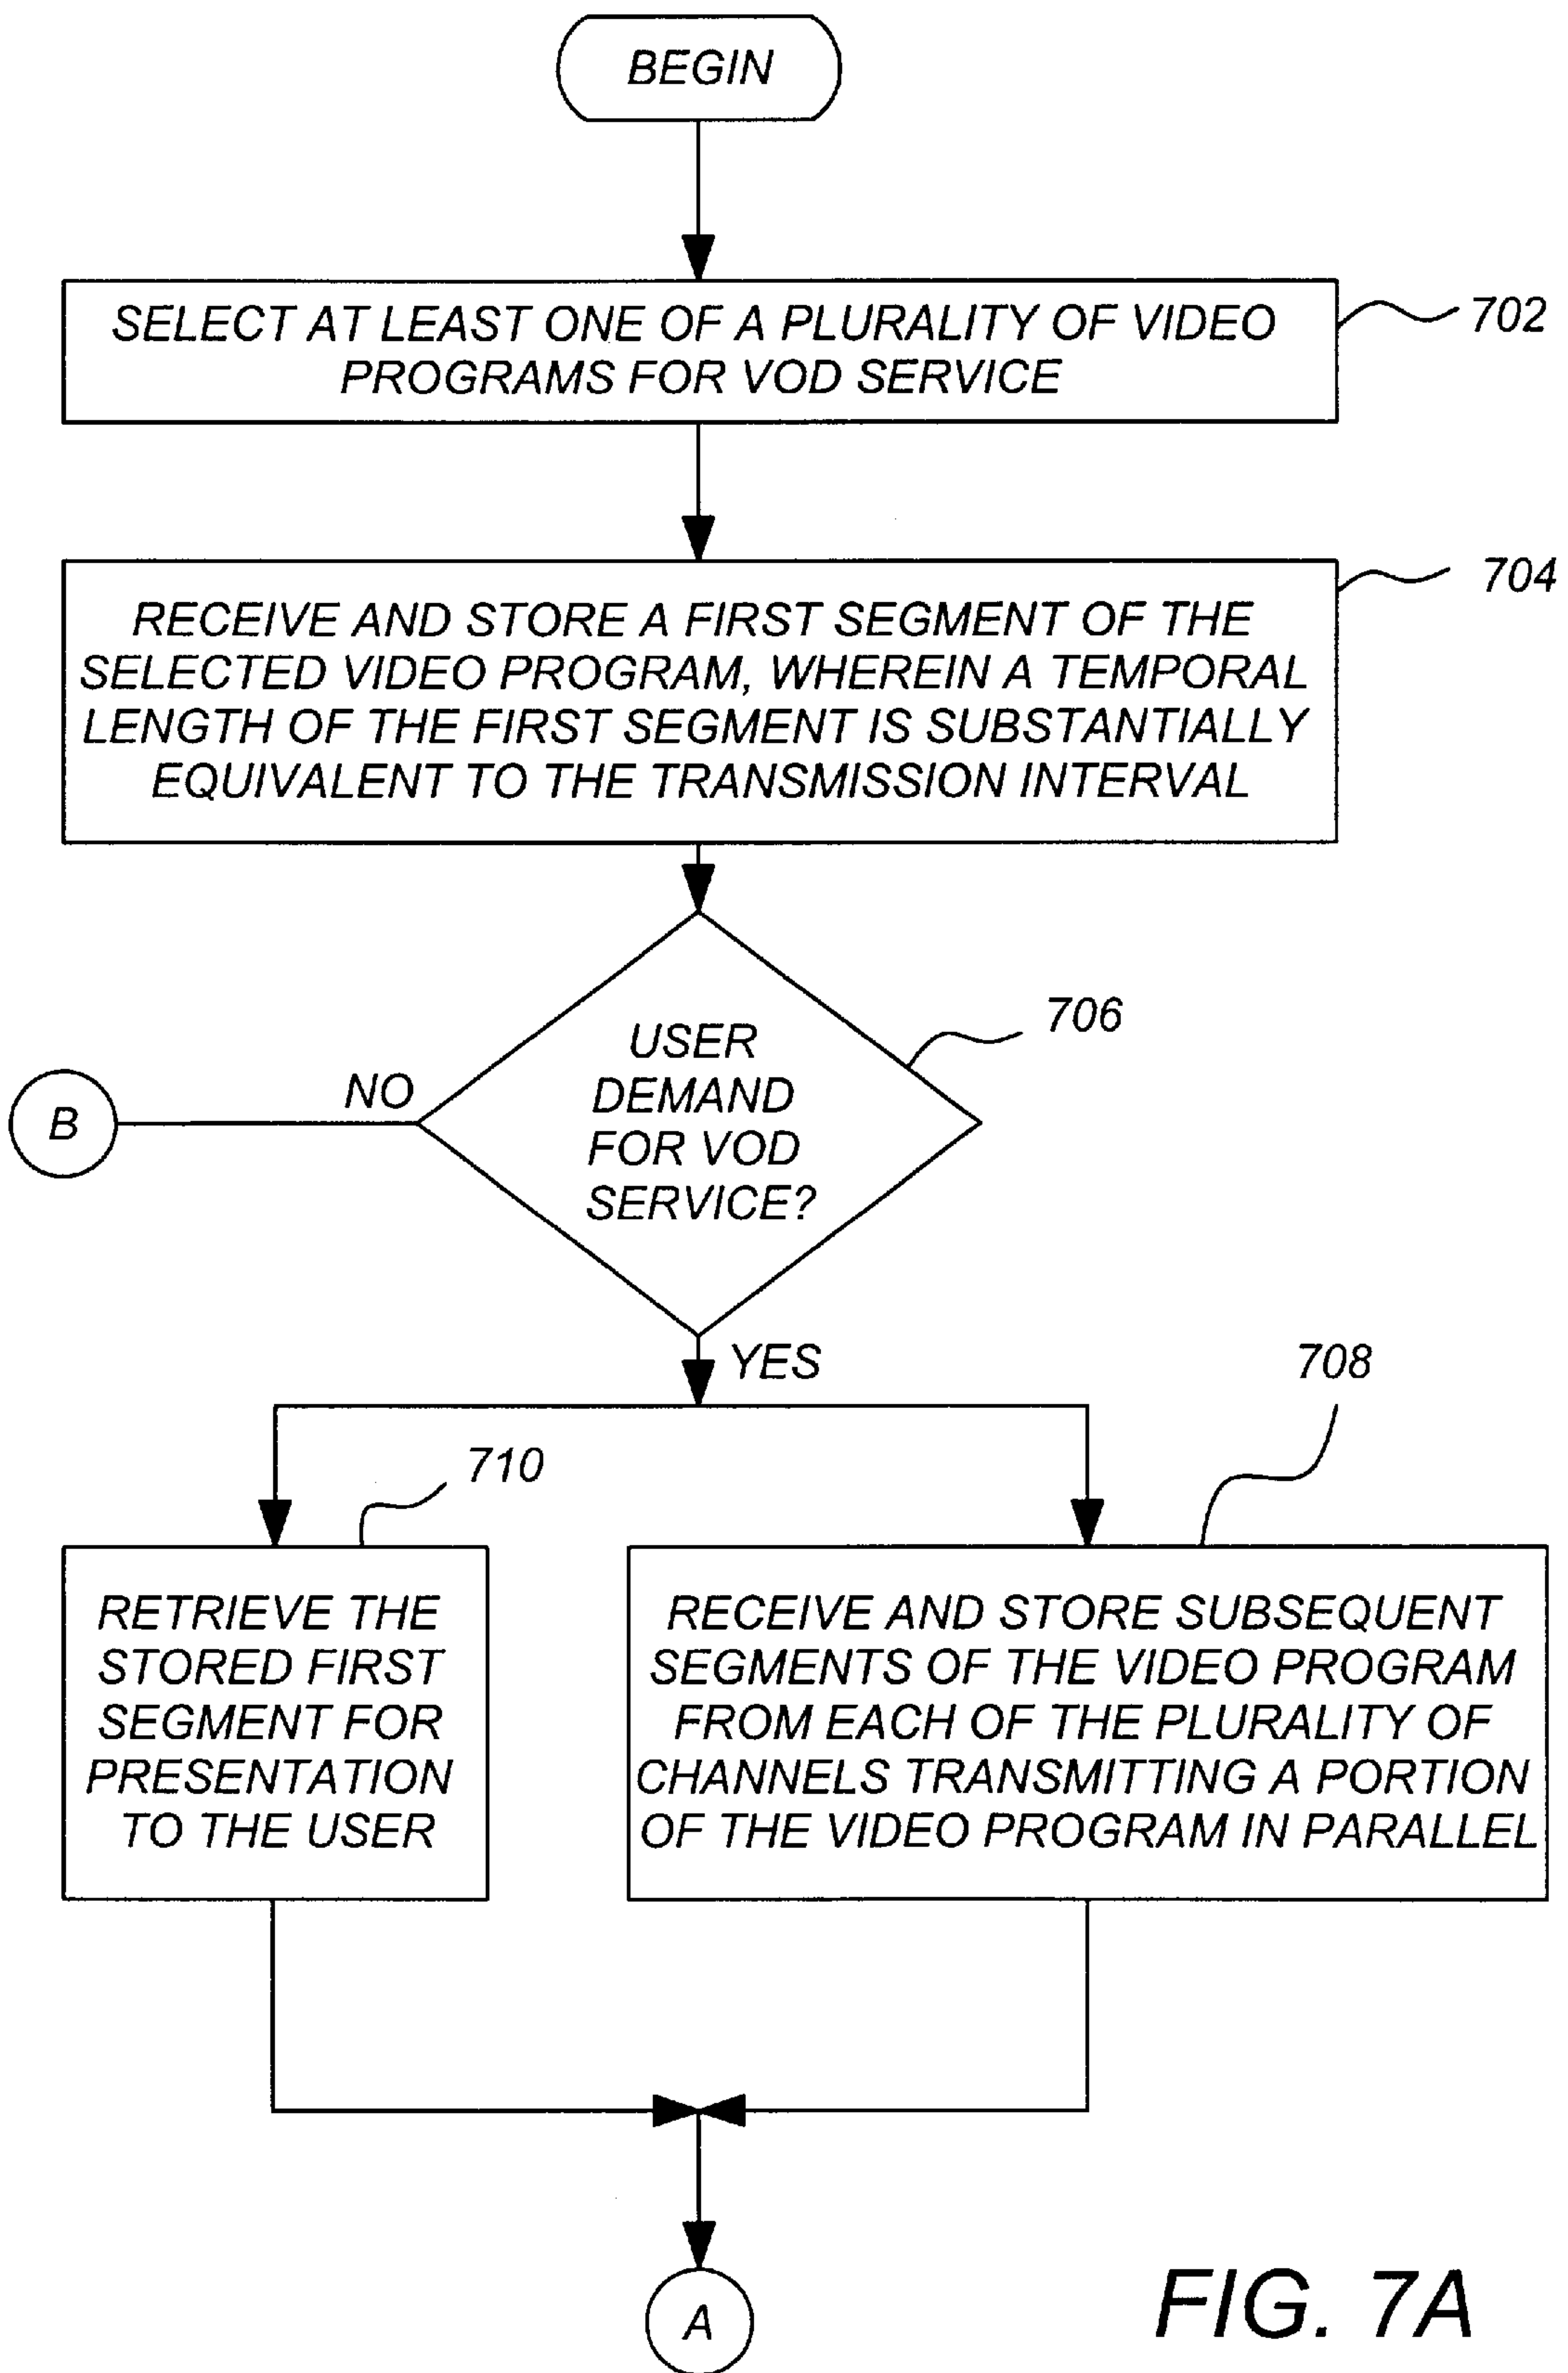 BEGIN
SELECT AT LEAST ONE OF A PLURALITY OF VIDEO
PROGRAMS FOR VOD SERVICE
702
RECEIVE AND STORE A FIRST SEGMENT OF THE
SELECTED VIDEO PROGRAM, WHEREIN A TEMPORAL
LENGTH OF THE FIRST SEGMENT IS SUBSTANTIALLY
EQUIVALENT TO THE TRANSMISSION INTERVAL
704
USER
DEMAND
FOR VOD
SERVICE?
706
NO
B
YES
708
710
RETRIEVE THE
STORED FIRST
SEGMENT FOR
PRESENTATION
TO THE USER
RECEIVE AND STORE SUBSEQUENT
SEGMENTS OF THE VIDEO PROGRAM
FROM EACH OF THE PLURALITY OF
CHANNELS TRANSMITTING A PORTION
OF THE VIDEO PROGRAM IN PARALLEL
A
FIG. 7A